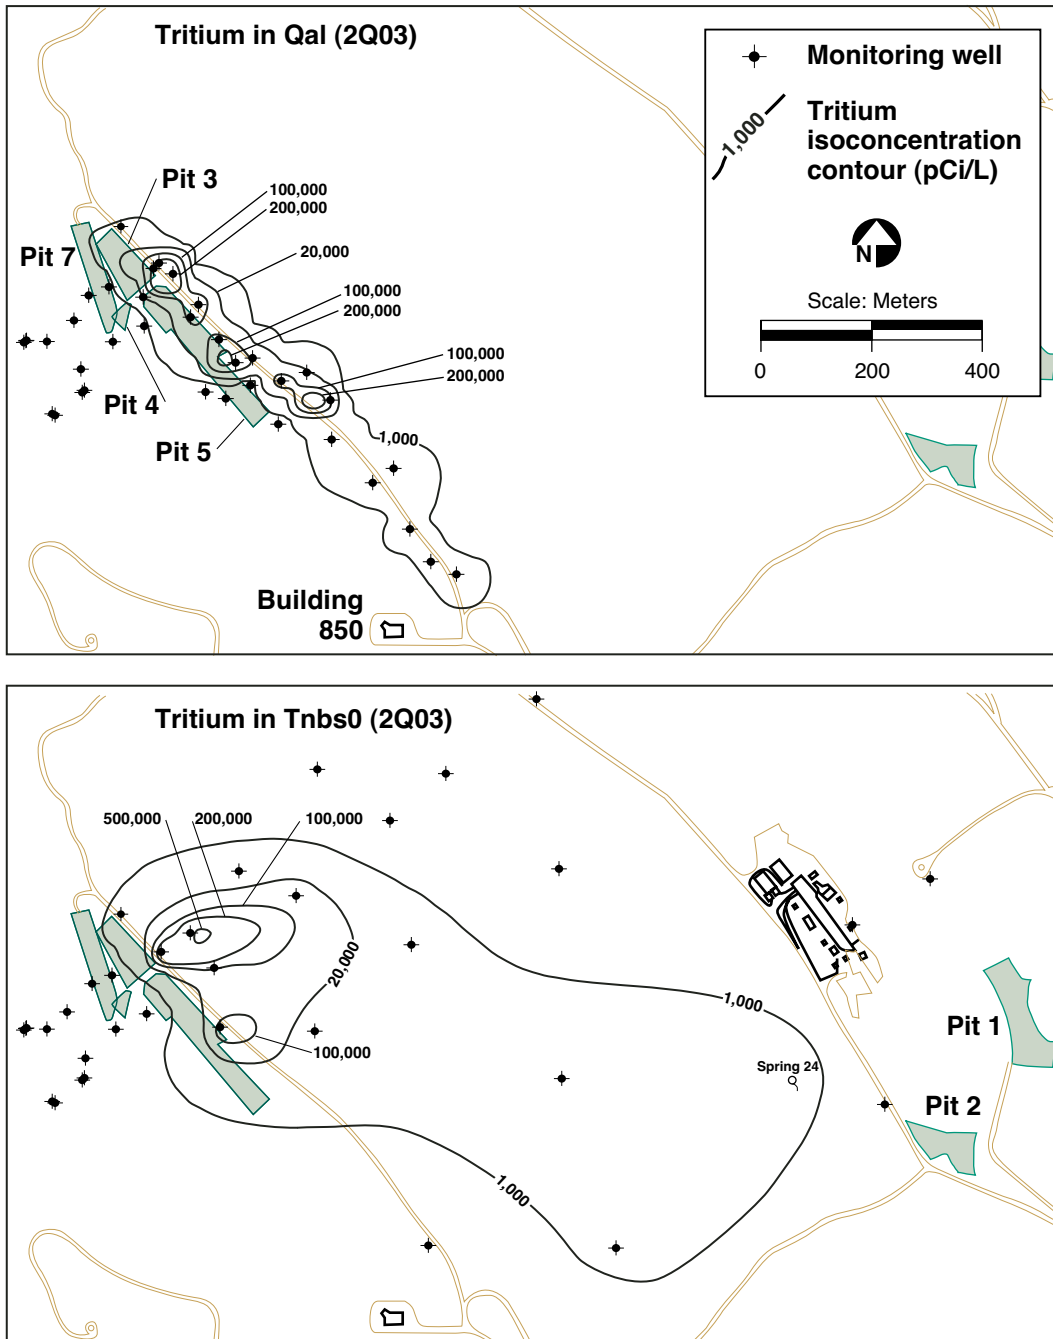 Tritium in Qal (2Q03)
Monitoring well
1,000
Tritium
isoconcentration
contour (pCi/L)
N
Scale: Meters
0 200 400
Pit 3
100,000
200,000
20,000
Pit 7
100,000
200,000
100,000
200,000
Pit 4
Pit 5
1,000
Building
850
Tritium in Tnbs0 (2Q03)
500,000 200,000 100,000
20,000
1,000
100,000
Spring 24
Pit 1
Pit 2
1,000